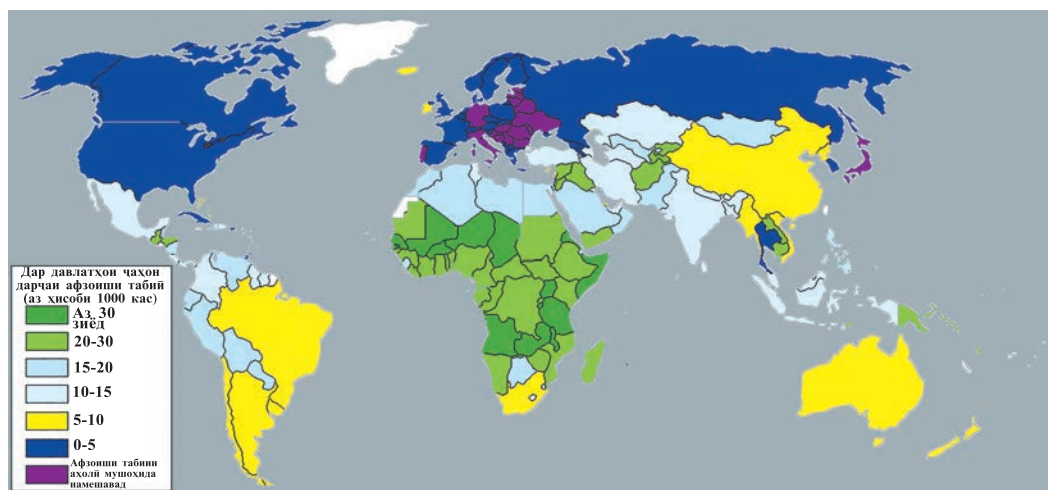 Дар давлатҳои ҷаҳон
дарҷаи афзоиши табиӣ
(аз ҳисоби 1000 кас)
Аз 30
зиёд
20-30
15-20
10-15
5-10
0-5
Афзоиши табиии
аҳолӣ мушоҳида
намешавад